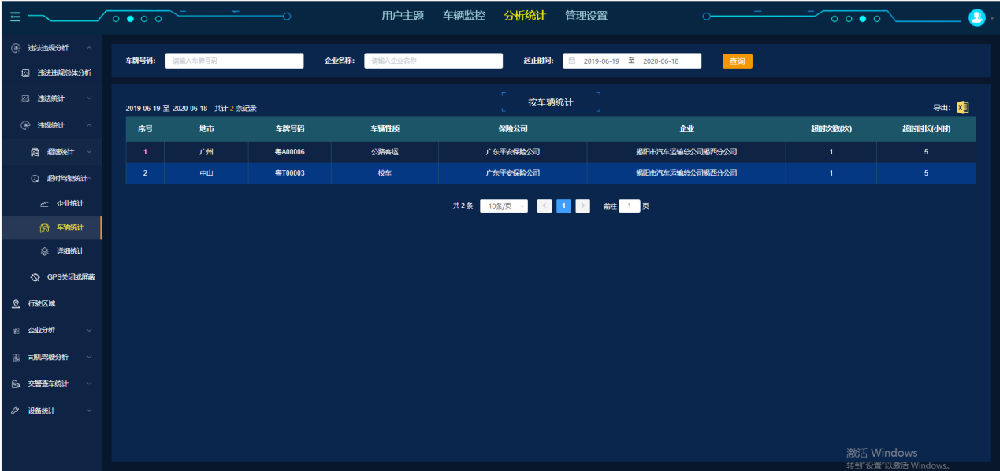 用户主题 车辆监控 分析统计 管理设置
违法违规分析
违法违规总体分析
违法统计
违规统计
超速统计
超时驾驶统计
企业统计
车辆统计
详细统计
GPS关闭或屏蔽
行驶区域
企业分析
司机驾驶分析
交警查车统计
设备统计
车牌号码: 请输入车牌号码 企业名称: 请输入企业名称 起止时间: 2019-06-19 至 2020-06-18 查询
按车辆统计
2019-06-19 至 2020-06-18 共计 2 条记录 导出:
序号 地市 车牌号码 车辆性质 保险公司 企业 超时次数(次) 超时时长(小时)
1 广州 粤A00006 公路客运 广东平安保险公司 揭阳市汽车运输总公司揭西分公司 1 5
2 中山 粤T00003 校车 广东平安保险公司 揭阳市汽车运输总公司揭西分公司 1 5
共 2 条 10条/页 1 前往 1 页
激活 Windows
转到"设置"以激活 Windows。